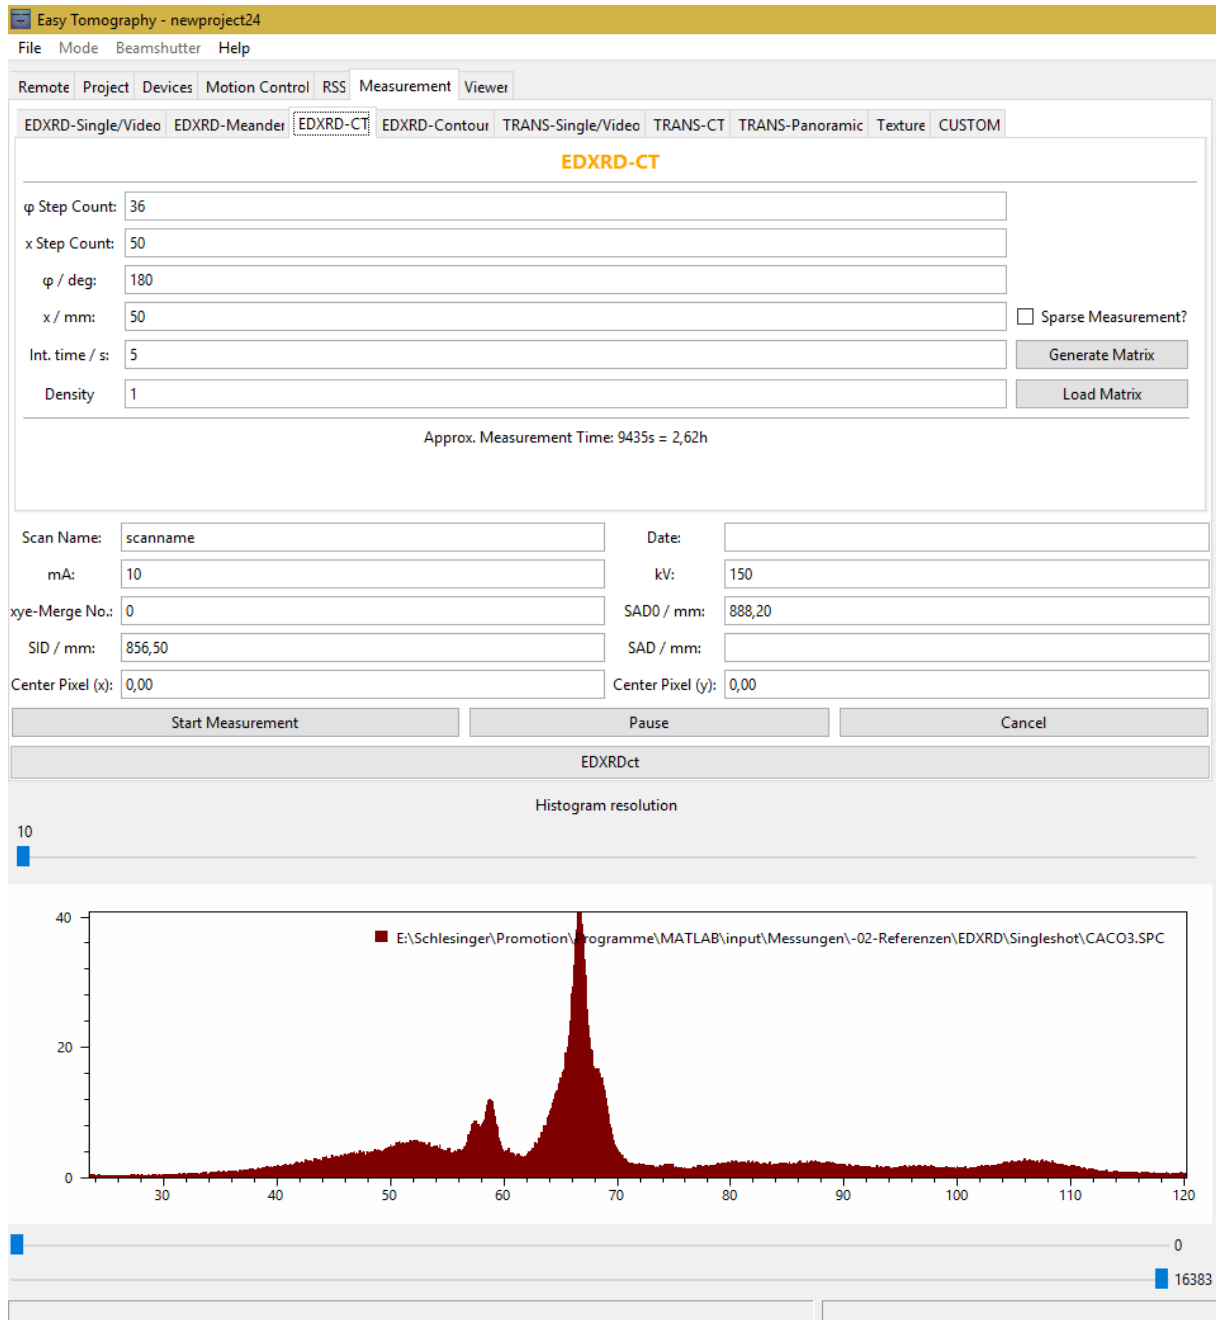 Easy Tomography - newproject24
File Mode Beamshutter Help
Remote Project Devices Motion Control RSS Measurement Viewer
EDXRD-Single/Video EDXRD-Meander EDXRD-CT EDXRD-Contour TRANS-Single/Video TRANS-CT TRANS-Panoramic Texture CUSTOM
EDXRD-CT
φ Step Count: 36
x Step Count: 50
φ / deg: 180
x / mm: 50 Sparse Measurement?
Int. time / s: 5 Generate Matrix
Density 1 Load Matrix
Approx. Measurement Time: 9435s = 2,62h
Scan Name: scanname Date:
mA: 10 kV: 150
xye-Merge No.: 0 SAD0 / mm: 888,20
SID / mm: 856,50 SAD / mm:
Center Pixel (x): 0,00 Center Pixel (y): 0,00
Start Measurement Pause Cancel
EDXRDct
Histogram resolution
10
40
E:\Schlesinger\Promotion\Programme\MATLAB\input\Messungen\-02-Referenzen\EDXRD\Singleshot\CACO3.SPC
20
0
30 40 50 60 70 80 90 100 110 120
0
16383